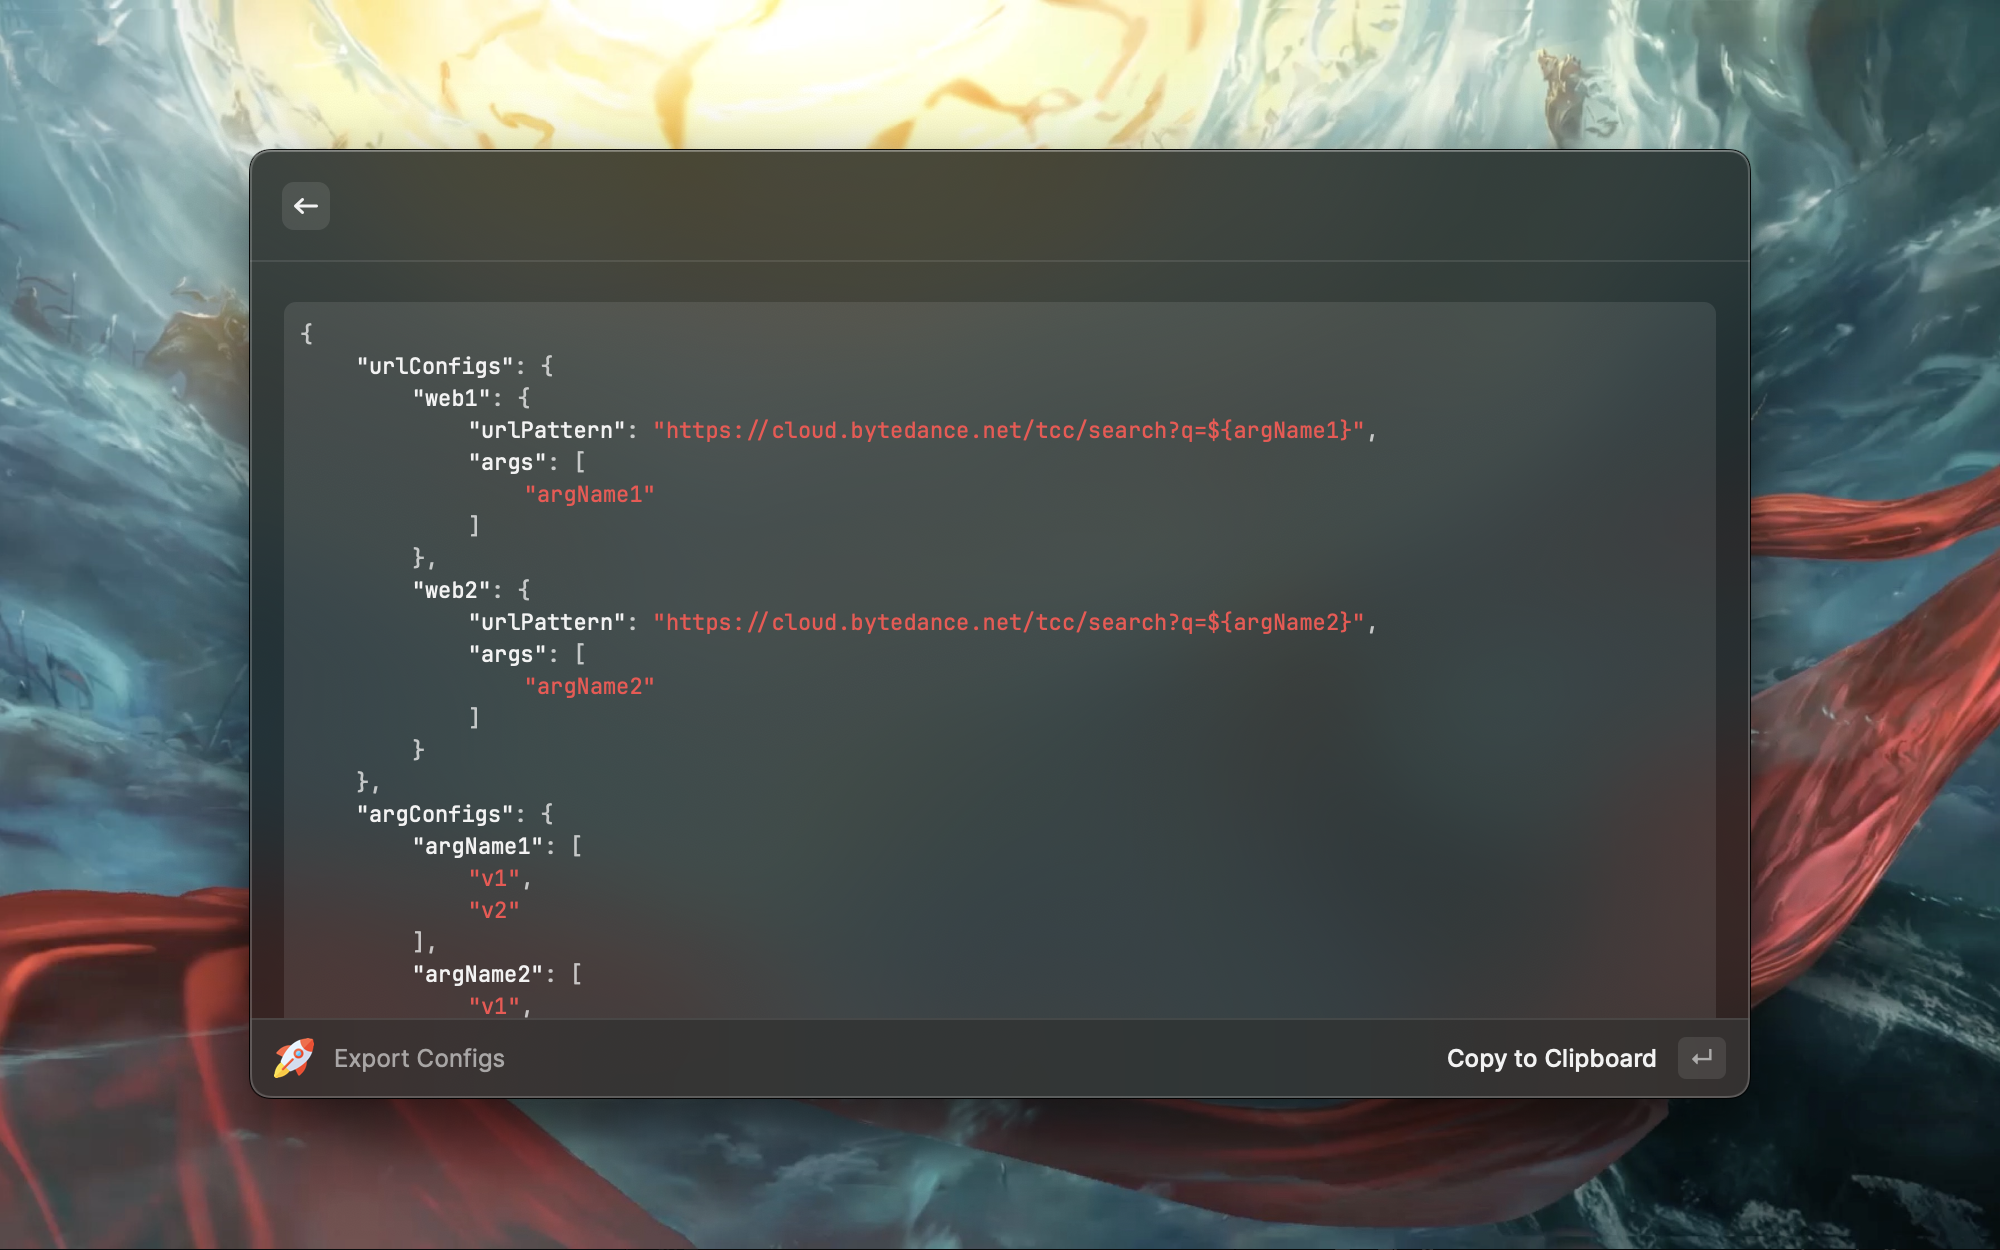 {
    "urlConfigs": {
        "web1": {
            "urlPattern": "https://cloud.bytedance.net/tcc/search?q=${argName1}",
            "args": [
                "argName1"
            ]
        },
        "web2": {
            "urlPattern": "https://cloud.bytedance.net/tcc/search?q=${argName2}",
            "args": [
                "argName2"
            ]
        }
    },
    "argConfigs": {
        "argName1": [
            "v1",
            "v2"
        ],
        "argName2": [
            "v1",
Export Configs
Copy to Clipboard